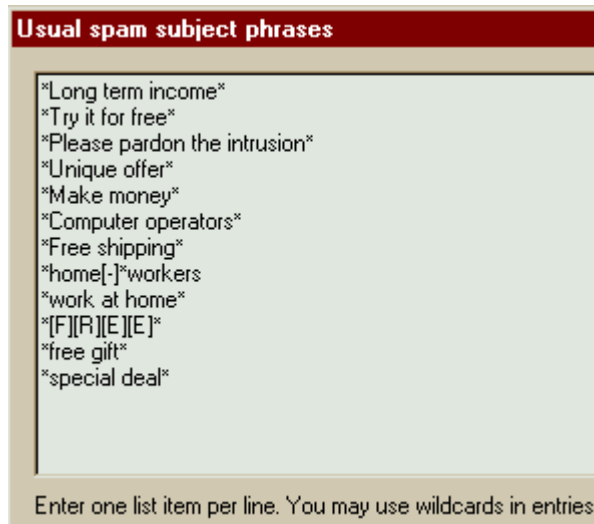 Usual spam subject phrases
*Long term income*
*Try it for free*
*Please pardon the intrusion*
*Unique offer*
*Make money*
*Computer operators*
*Free shipping*
*home[-]*workers
*work at home*
*[F][R][E][E]*
*free gift*
*special deal*
Enter one list item per line. You may use wildcards in entries